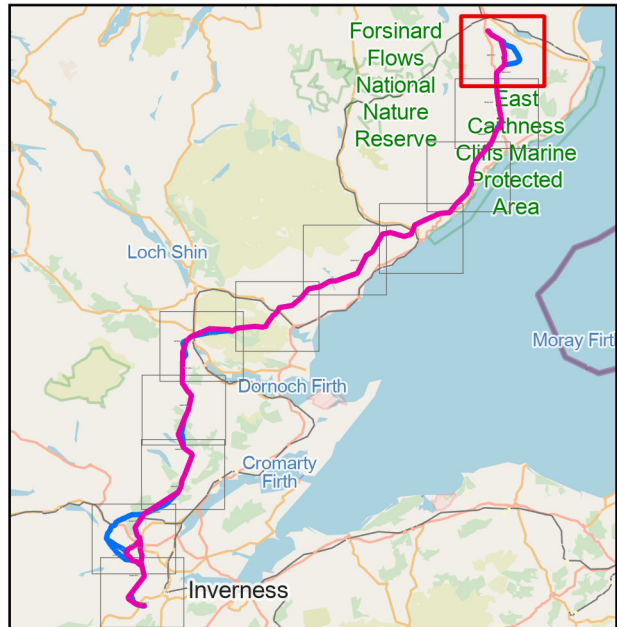 Forsinard
Flows
National
Nature
Reserve
East
Caithness
Cliffs Marine
Protected
Area
Loch Shin
Moray Firt
Dornoch Firth
Cromarty
Firth
Inverness